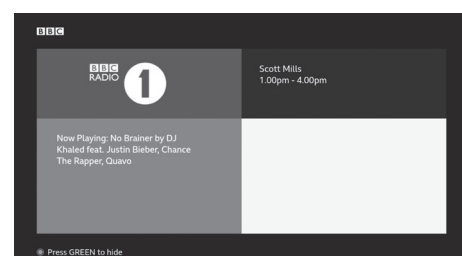 BBC
BBC
RADIO 1
Scott Mills
1.00pm - 4.00pm
Now Playing: No Brainer by DJ
Khaled feat. Justin Bieber, Chance
The Rapper, Quavo
Press GREEN to hide